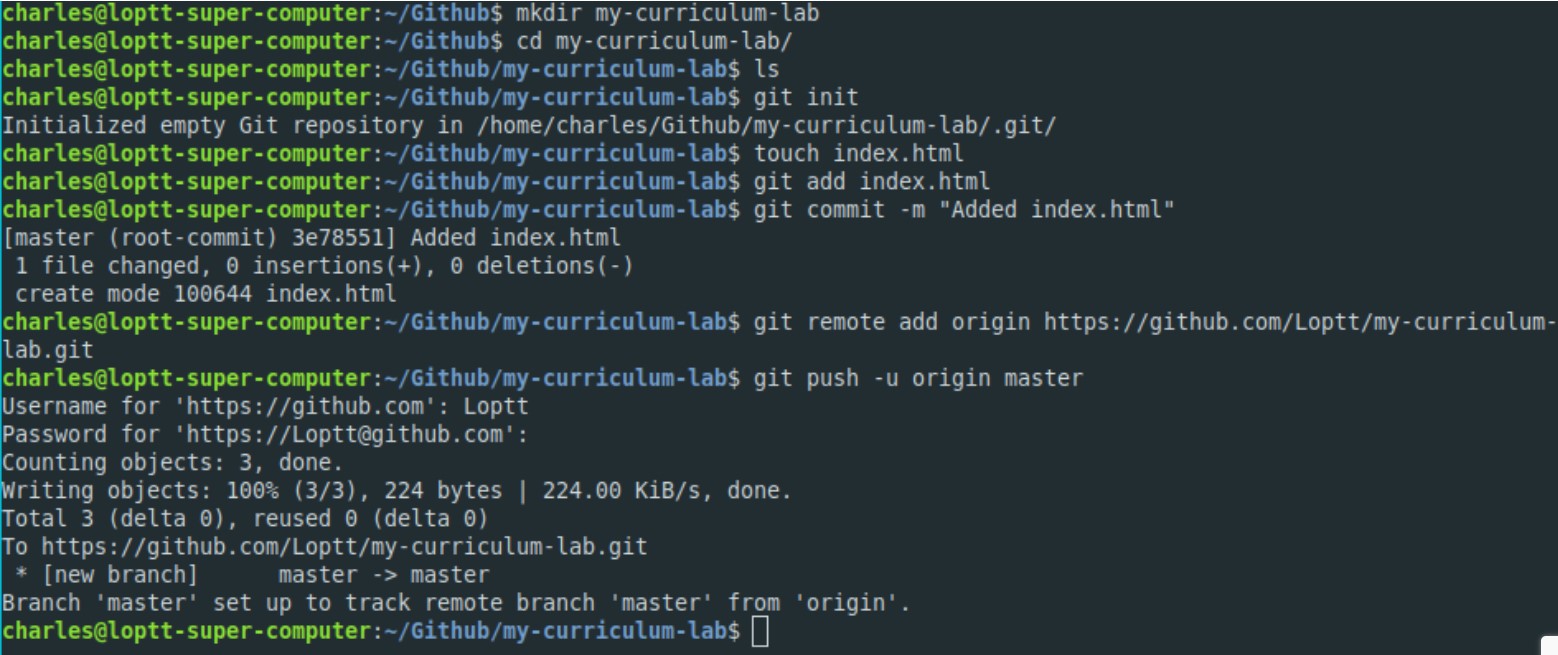 charles@loptt-super-computer:~/Github$ mkdir my-curriculum-lab
charles@loptt-super-computer:~/Github$ cd my-curriculum-lab/
charles@loptt-super-computer:~/Github/my-curriculum-lab$ ls
charles@loptt-super-computer:~/Github/my-curriculum-lab$ git init
Initialized empty Git repository in /home/charles/Github/my-curriculum-lab/.git/
charles@loptt-super-computer:~/Github/my-curriculum-lab$ touch index.html
charles@loptt-super-computer:~/Github/my-curriculum-lab$ git add index.html
charles@loptt-super-computer:~/Github/my-curriculum-lab$ git commit -m "Added index.html"
[master (root-commit) 3e78551] Added index.html
 1 file changed, 0 insertions(+), 0 deletions(-)
 create mode 100644 index.html
charles@loptt-super-computer:~/Github/my-curriculum-lab$ git remote add origin https://github.com/Loptt/my-curriculum-
lab.git
charles@loptt-super-computer:~/Github/my-curriculum-lab$ git push -u origin master
Username for 'https://github.com': Loptt
Password for 'https://Loptt@github.com':
Counting objects: 3, done.
Writing objects: 100% (3/3), 224 bytes | 224.00 KiB/s, done.
Total 3 (delta 0), reused 0 (delta 0)
To https://github.com/Loptt/my-curriculum-lab.git
 * [new branch]      master -> master
Branch 'master' set up to track remote branch 'master' from 'origin'.
charles@loptt-super-computer:~/Github/my-curriculum-lab$